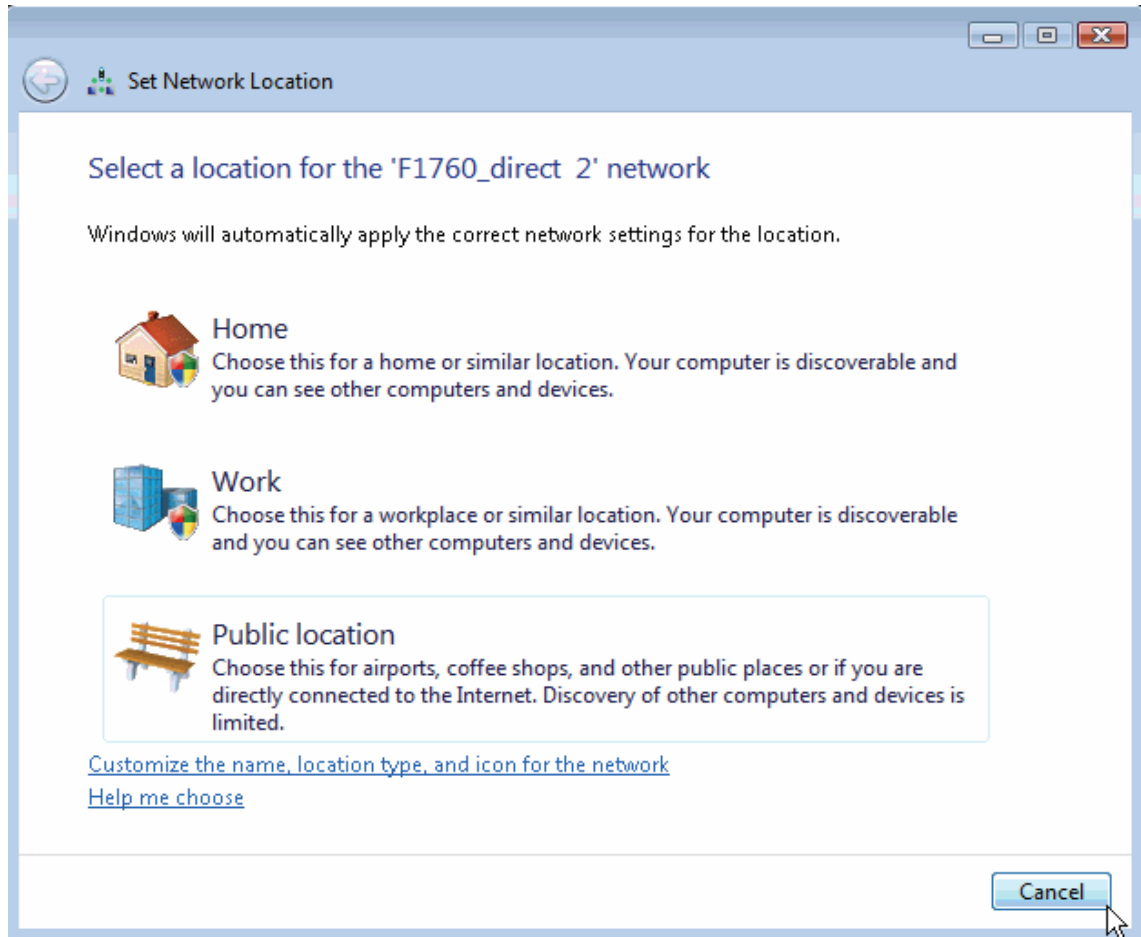 Set Network Location
Select a location for the 'F1760_direct  2' network
Windows will automatically apply the correct network settings for the location.
Home
Choose this for a home or similar location. Your computer is discoverable and
you can see other computers and devices.
Work
Choose this for a workplace or similar location. Your computer is discoverable
and you can see other computers and devices.
Public location
Choose this for airports, coffee shops, and other public places or if you are
directly connected to the Internet. Discovery of other computers and devices is
limited.
Customize the name, location type, and icon for the network
Help me choose
Cancel